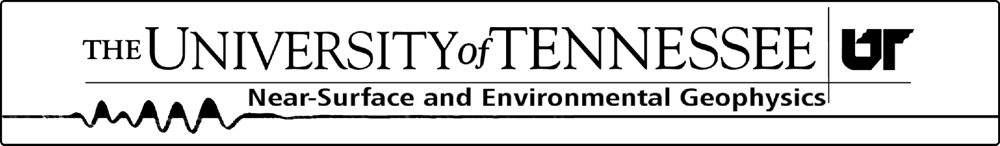 THE UNIVERSITY of TENNESSEE UT
Near-Surface and Environmental Geophysics